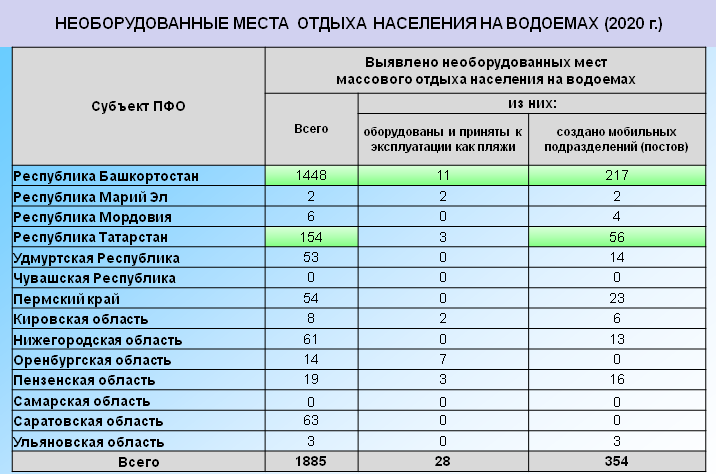 НЕОБОРУДОВАННЫЕ МЕСТА ОТДЫХА НАСЕЛЕНИЯ НА ВОДОЕМАХ (2020 г.)
Субъект ПФО
Выявлено необорудованных мест
массового отдыха населения на водоемах
Всего
из них:
оборудованы и приняты к
эксплуатации как пляжи
создано мобильных
подразделений (постов)
Республика Башкортостан 1448 11 217
Республика Марий Эл 2 2 2
Республика Мордовия 6 0 4
Республика Татарстан 154 3 56
Удмуртская Республика 53 0 14
Чувашская Республика 0 0 0
Пермский край 54 0 23
Кировская область 8 2 6
Нижегородская область 61 0 13
Оренбургская область 14 7 0
Пензенская область 19 3 16
Самарская область 0 0 0
Саратовская область 63 0 0
Ульяновская область 3 0 3
Всего 1885 28 354